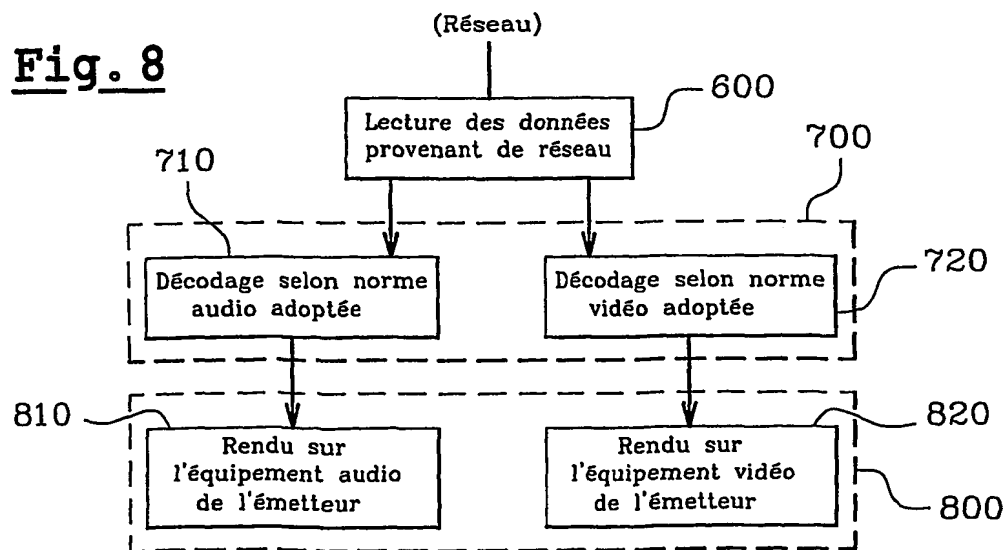 (Réseau)
Fig. 8
600
Lecture des données
provenant de réseau
710
700
Décodage selon norme
audio adoptée
Décodage selon norme
vidéo adoptée
720
810
820
Rendu sur
l'équipement audio
de l'émetteur
Rendu sur
l'équipement vidéo
de l'émetteur
800